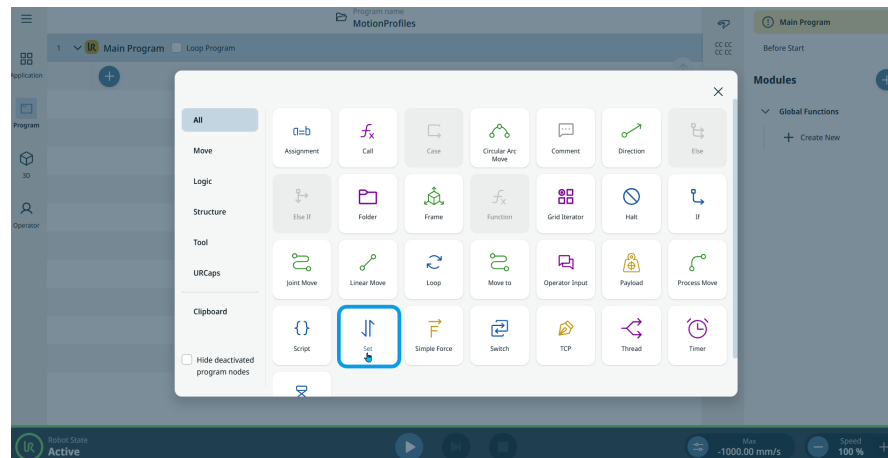 Program name
MotionProfiles
Main Program
1 Main Program Loop Program
CC CC
CC CC
Before Start
Application
Modules
All
Assignment
Call
Case
Circular Arc
Move
Comment
Direction
Else
Global Functions
Program
Move
Create New
Logic
3D
Else If
Folder
Frame
Function
Grid Iterator
Halt
If
Structure
Operator
Tool
URCaps
Joint Move
Linear Move
Loop
Move to
Operator Input
Payload
Process Move
Clipboard
Script
Set
Simple Force
Switch
TCP
Thread
Timer
Hide deactivated
program nodes
Robot State
Active
Max
-1000.00 mm/s
Speed
100 %